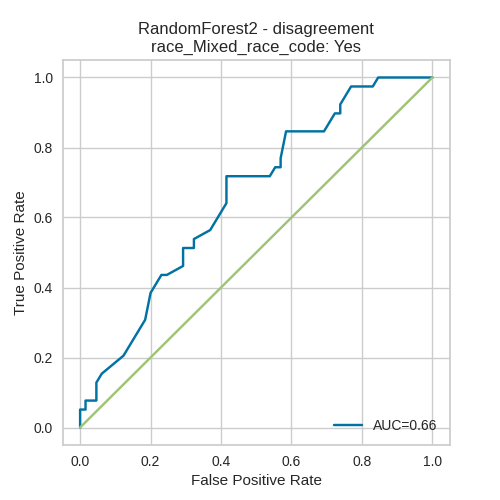 RandomForest2 - disagreement
race_Mixed_race_code: Yes
True Positive Rate
1.0
0.8
0.6
0.4
0.2
0.0
AUC=0.66
0.0 0.2 0.4 0.6 0.8 1.0
False Positive Rate